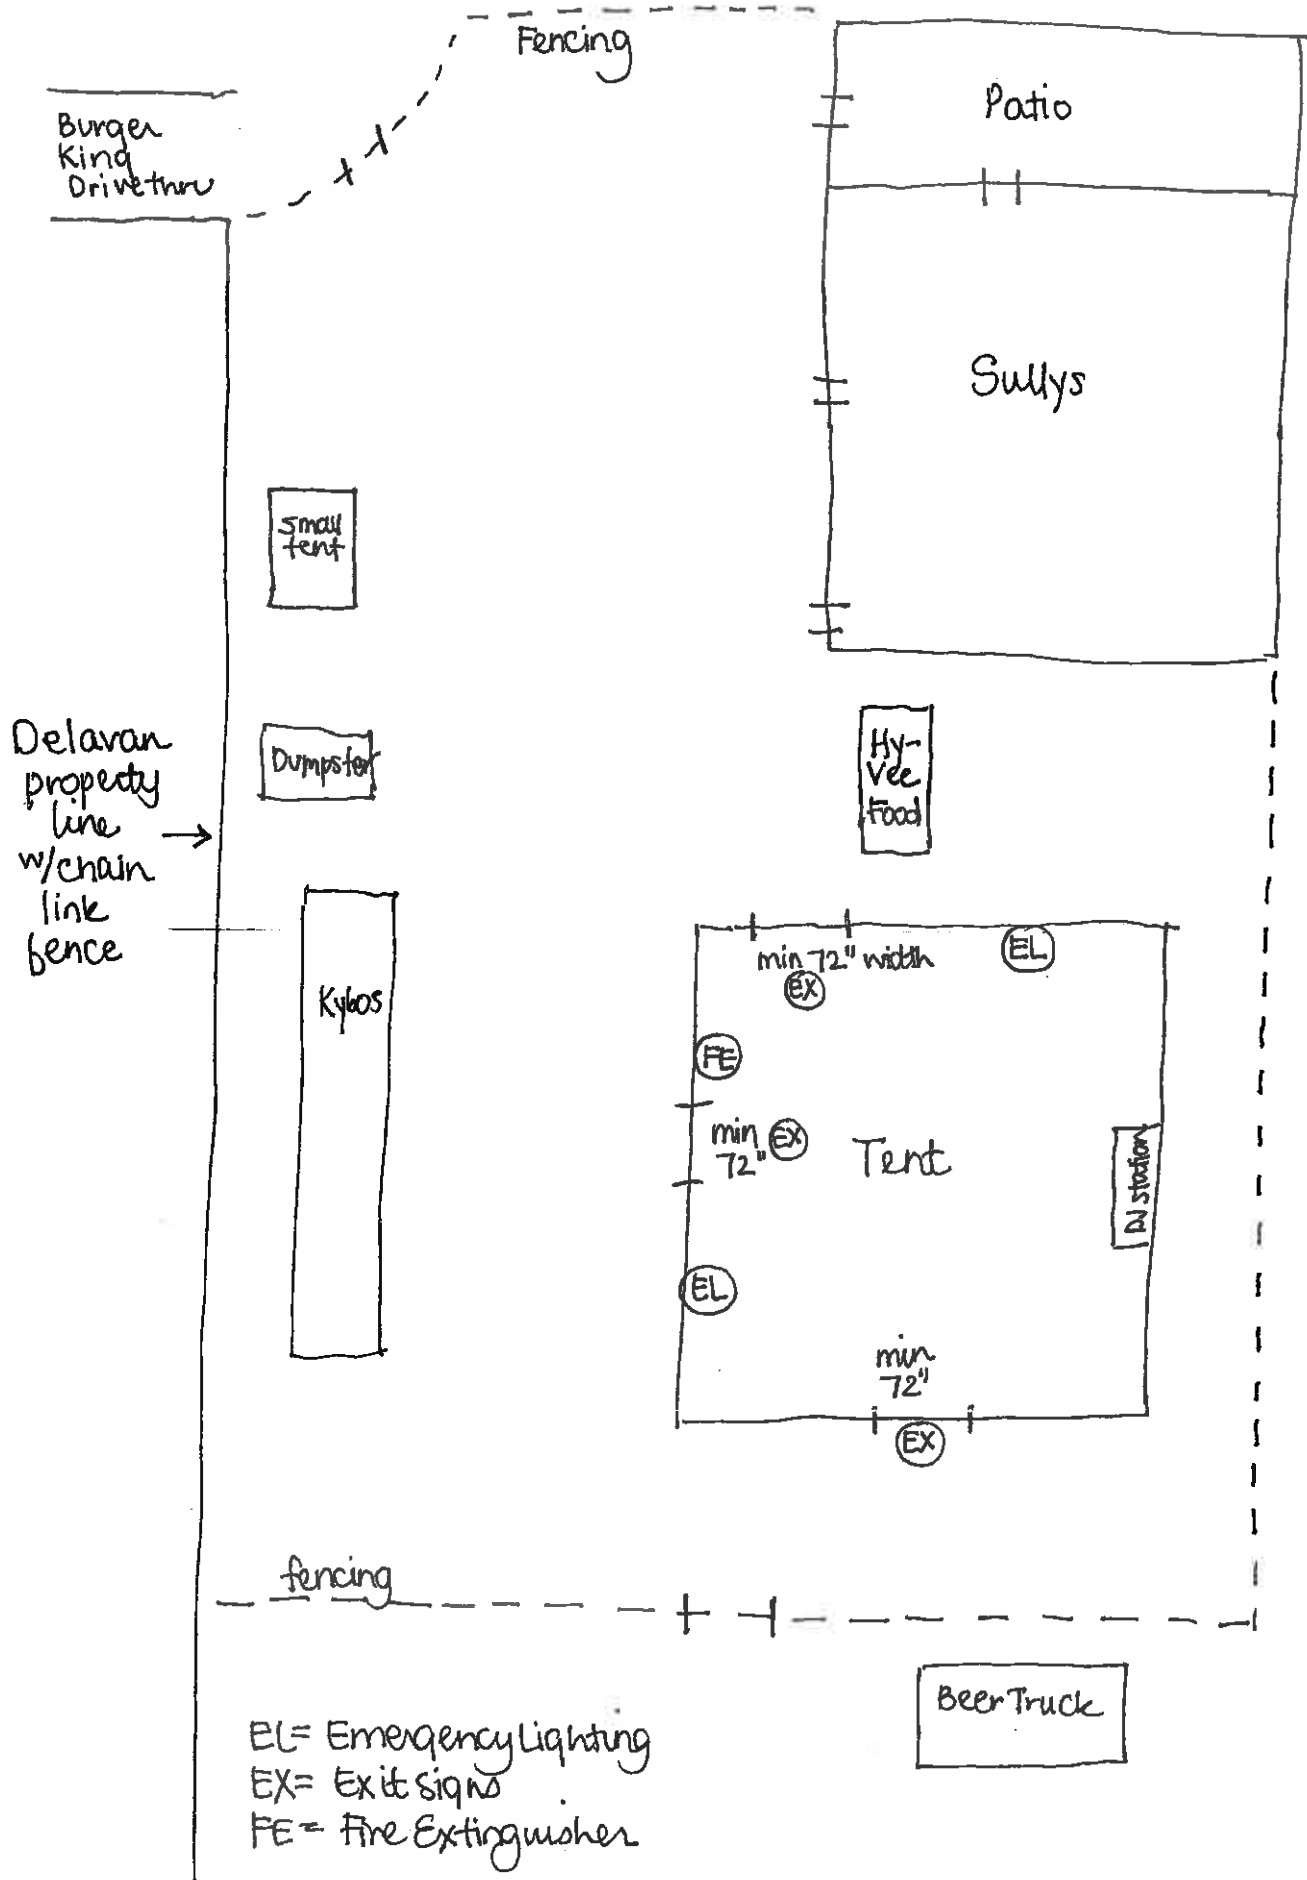 Fencing
Burger
King
Drivethru
Patio
Sullys
small
tent
Delavan
property
line
w/chain
link
fence
Dumpster
Hy-
Vee
Food
Kybos
min 72" width
EX
EL
FE
min
72"
EX
Tent
DJ station
EL
min
72"
EX
fencing
Beer Truck
EL= Emergency Lighting
EX= Exit signs
FE= Fire Extinguisher